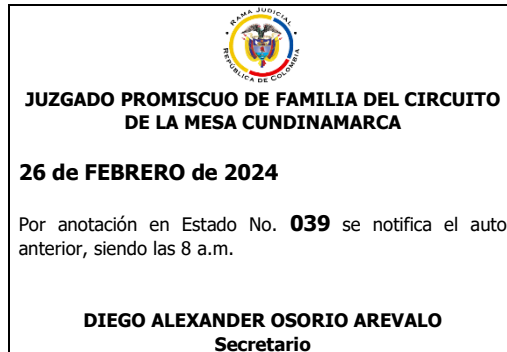 RAMA JUDICIAL
REPÚBLICA DE COLOMBIA
JUZGADO PROMISCUO DE FAMILIA DEL CIRCUITO
DE LA MESA CUNDINAMARCA
26 de FEBRERO de 2024
Por anotación en Estado No. 039 se notifica el auto
anterior, siendo las 8 a.m.
DIEGO ALEXANDER OSORIO AREVALO
Secretario